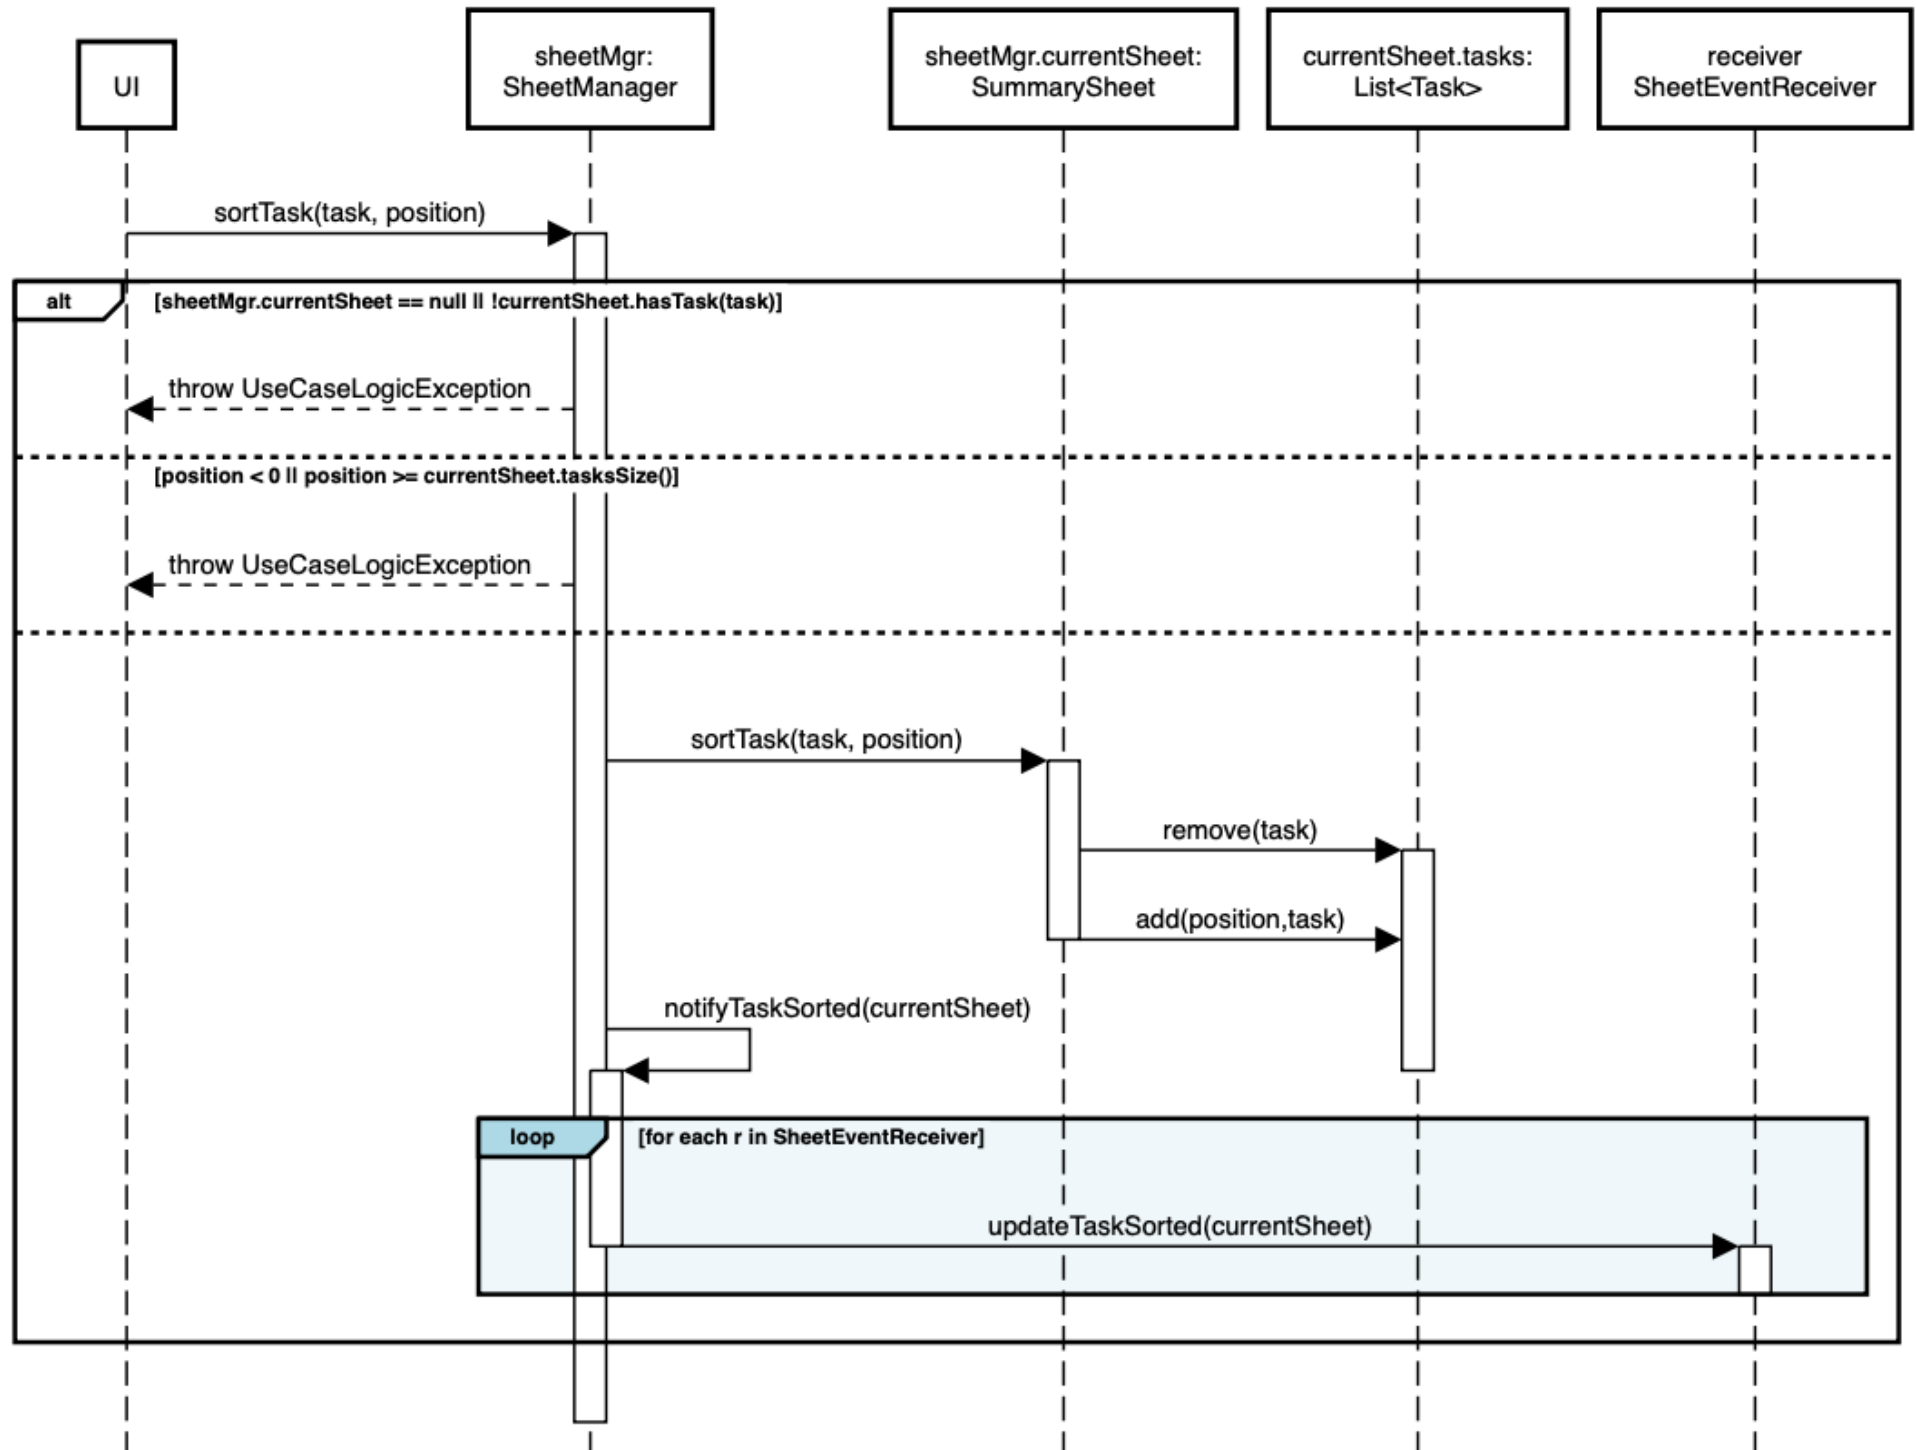 UI
sheetMgr:
SheetManager
sheetMgr.currentSheet:
SummarySheet
currentSheet.tasks:
List<Task>
receiver
SheetEventReceiver
sortTask(task, position)
alt
[sheetMgr.currentSheet == null || !currentSheet.hasTask(task)]
throw UseCaseLogicException
[position < 0 || position >= currentSheet.tasksSize()]
throw UseCaseLogicException
sortTask(task, position)
remove(task)
add(position,task)
notifyTaskSorted(currentSheet)
loop
[for each r in SheetEventReceiver]
updateTaskSorted(currentSheet)